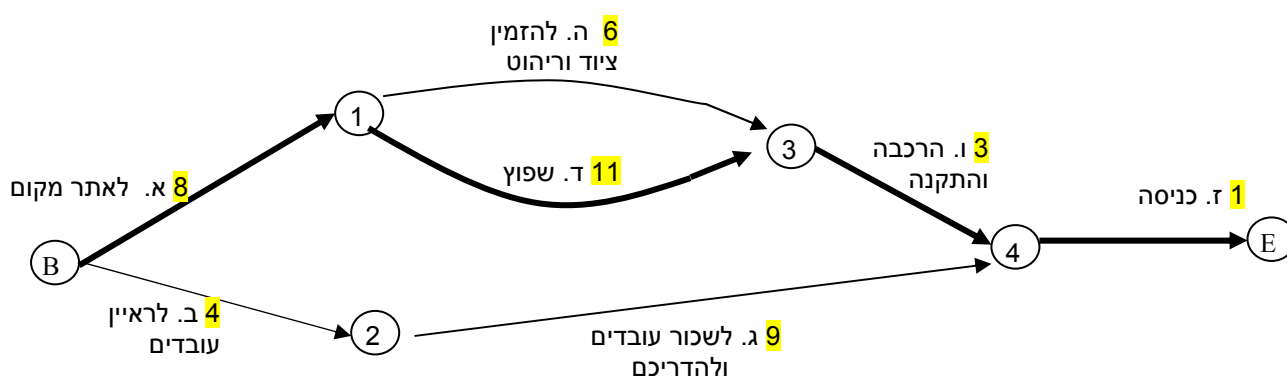 6 ה. להזמין
ציוד וריהוט
1
11 ד. שפוץ
3
3 ו. הרכבה
והתקנה
8 א. לאתר מקום
1 ז. כניסה
B
4
E
4 ב. לראיין
עובדים
2
9 ג. לשכור עובדים
ולהדריכם